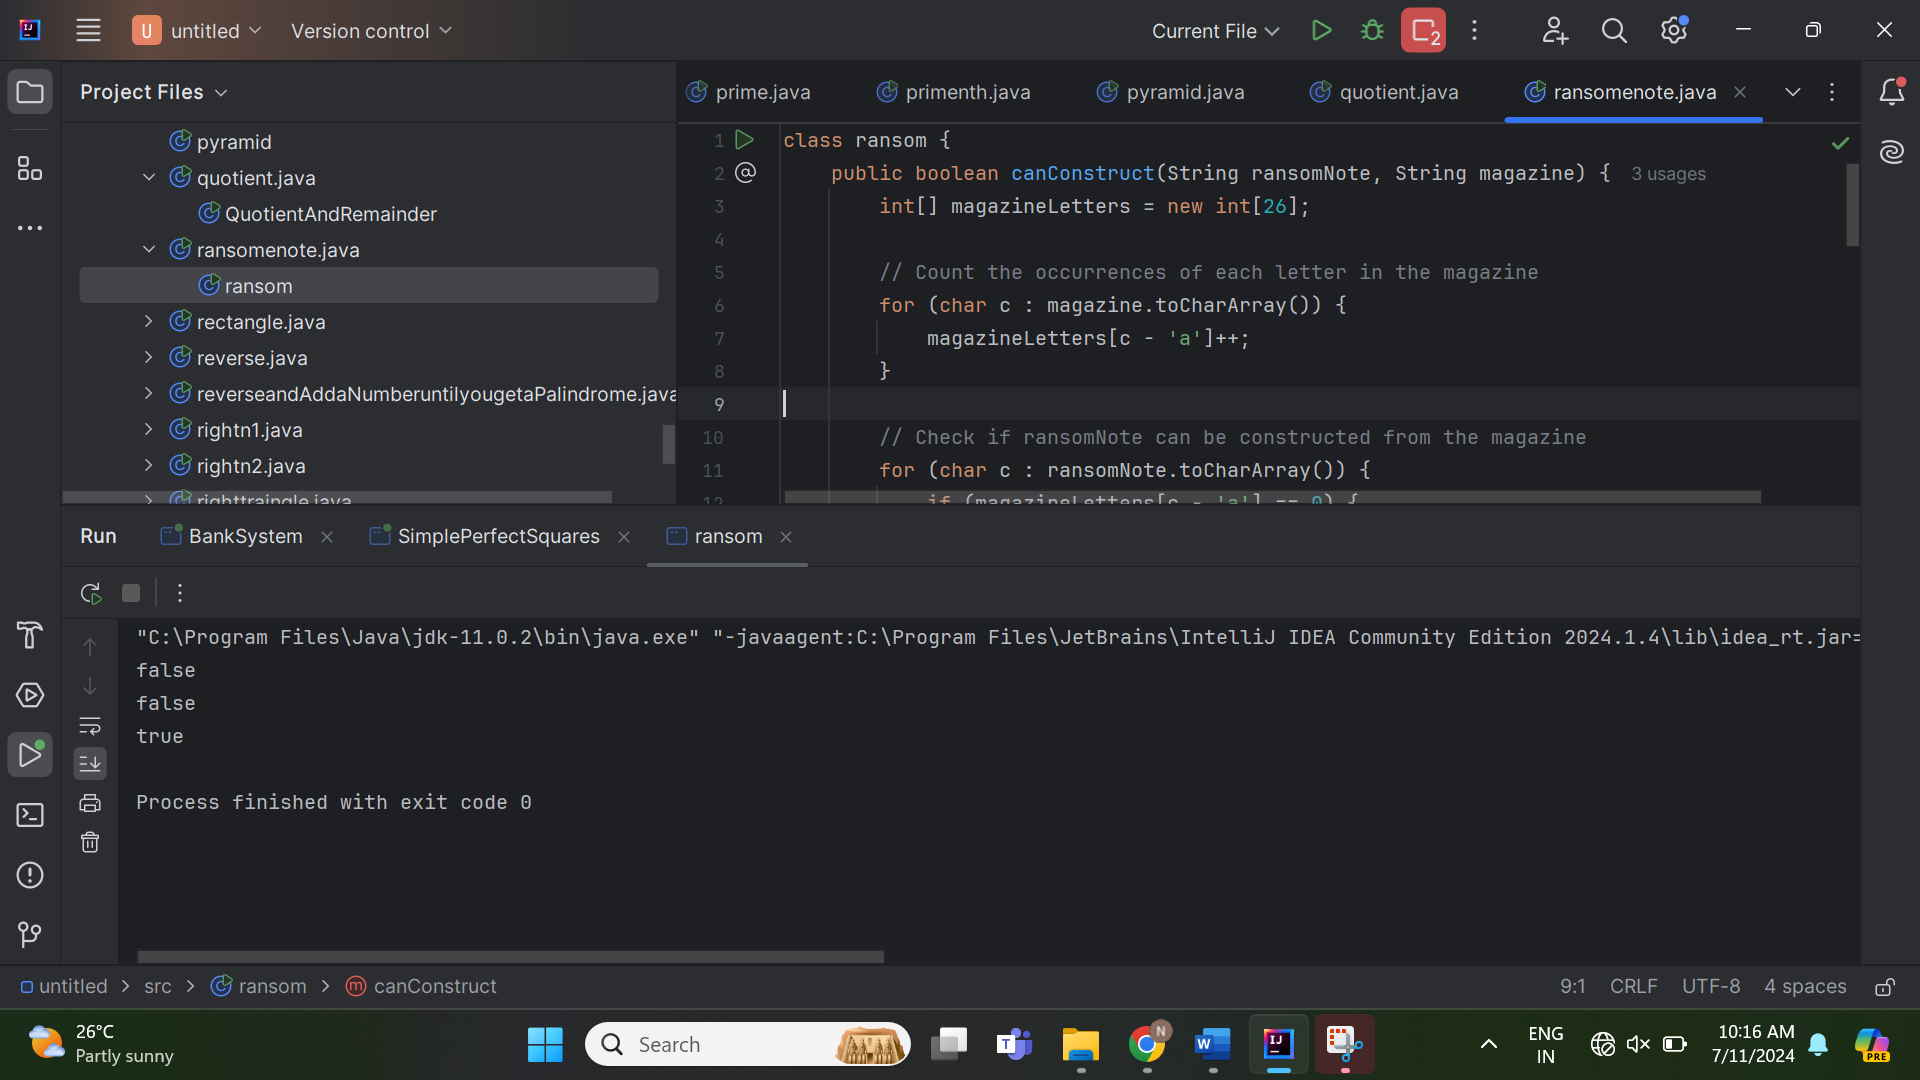 U untitled Version control Current File 2
Project Files
prime.java primenth.java pyramid.java quotient.java ransomenote.java
pyramid
quotient.java
QuotientAndRemainder
ransomenote.java
ransom
rectangle.java
reverse.java
reverseandAddaNumberuntilyougetaPalindrome.java
rightn1.java
rightn2.java
righttraingle.java
1 class ransom {
2 public boolean canConstruct(String ransomNote, String magazine) { 3 usages
3 int[] magazineLetters = new int[26];
4
5 // Count the occurrences of each letter in the magazine
6 for (char c : magazine.toCharArray()) {
7 magazineLetters[c - 'a']++;
8 }
9
10 // Check if ransomNote can be constructed from the magazine
11 for (char c : ransomNote.toCharArray()) {
12 if (magazineLetters[c - 'a'] == 0) {
Run BankSystem SimplePerfectSquares ransom
"C:\Program Files\Java\jdk-11.0.2\bin\java.exe" "-javaagent:C:\Program Files\JetBrains\IntelliJ IDEA Community Edition 2024.1.4\lib\idea_rt.jar=
false
false
true
Process finished with exit code 0
untitled > src > ransom > canConstruct 9:1 CRLF UTF-8 4 spaces
26°C
Partly sunny
Search
ENG
IN
10:16 AM
7/11/2024
PRE